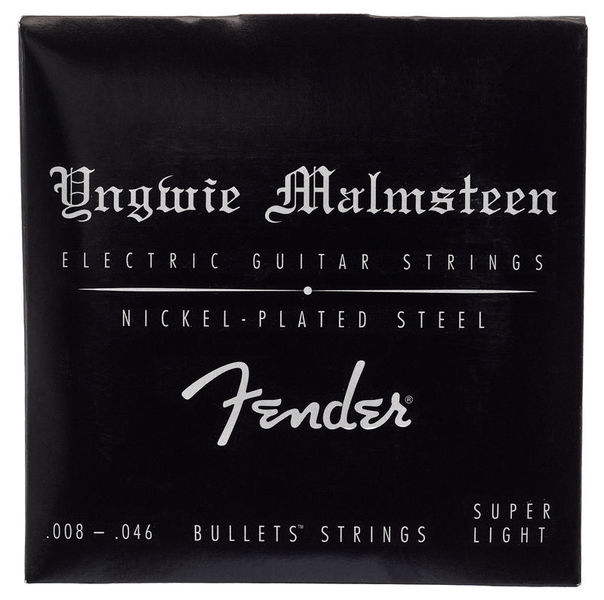 Yngwie Malmsteen
ELECTRIC GUITAR STRINGS
NICKEL-PLATED STEEL
Fender®
.008 – .046 BULLETS™ STRINGS SUPER LIGHT